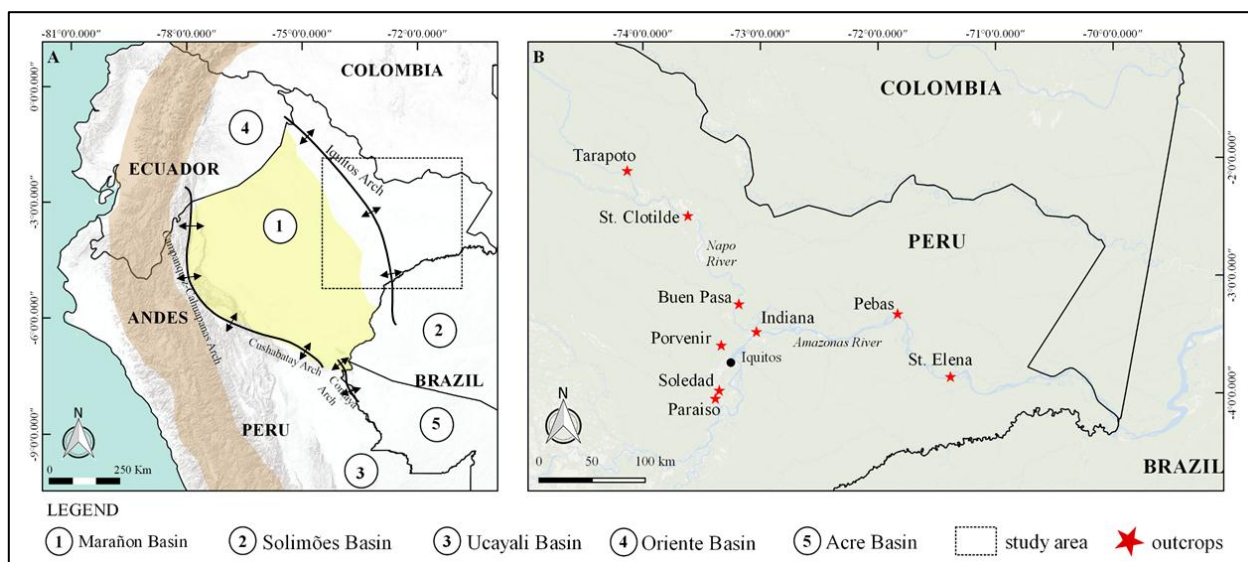 -81°0'0.000" -78°0'0.000" -75°0'0.000" -72°0'0.000"
A
COLOMBIA
0°0'0.000"
4
ECUADOR
Iquitos Arch
-3°0'0.000"
1
Campanquiz-Cahuapanas Arch
ANDES
-6°0'0.000"
2
Cushabatay Arch
BRAZIL
Contaya
Arch
N
PERU
5
-9°0'0.000"
0 250 Km
3
-74°0'0.000" -73°0'0.000" -72°0'0.000" -71°0'0.000" -70°0'0.000"
B
COLOMBIA
Tarapoto
-2°0'0.000"
St. Clotilde
PERU
Napo
River
-3°0'0.000"
Buen Pasa
Pebas
Indiana
Porvenir
Amazonas River
Iquitos
St. Elena
Soledad
Paraiso
-4°0'0.000"
N
0 50 100 km
BRAZIL
LEGEND
1 Marañon Basin 2 Solimões Basin 3 Ucayali Basin 4 Oriente Basin 5 Acre Basin study area outcrops